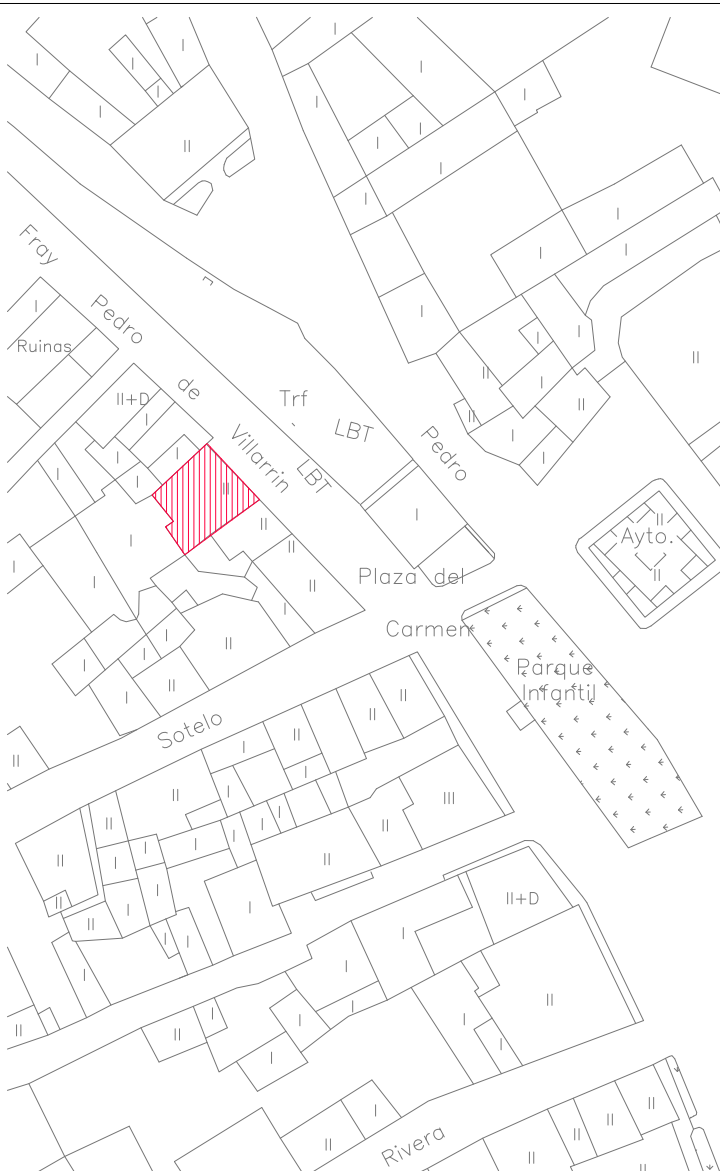 Fray
Pedro
de
Villarrin
Ruinas
II+D
Trf
LBT
LBT
Pedro
Ayto.
Plaza del
Carmen
Parque
Infantil
Sotelo
III
II+D
Rivera